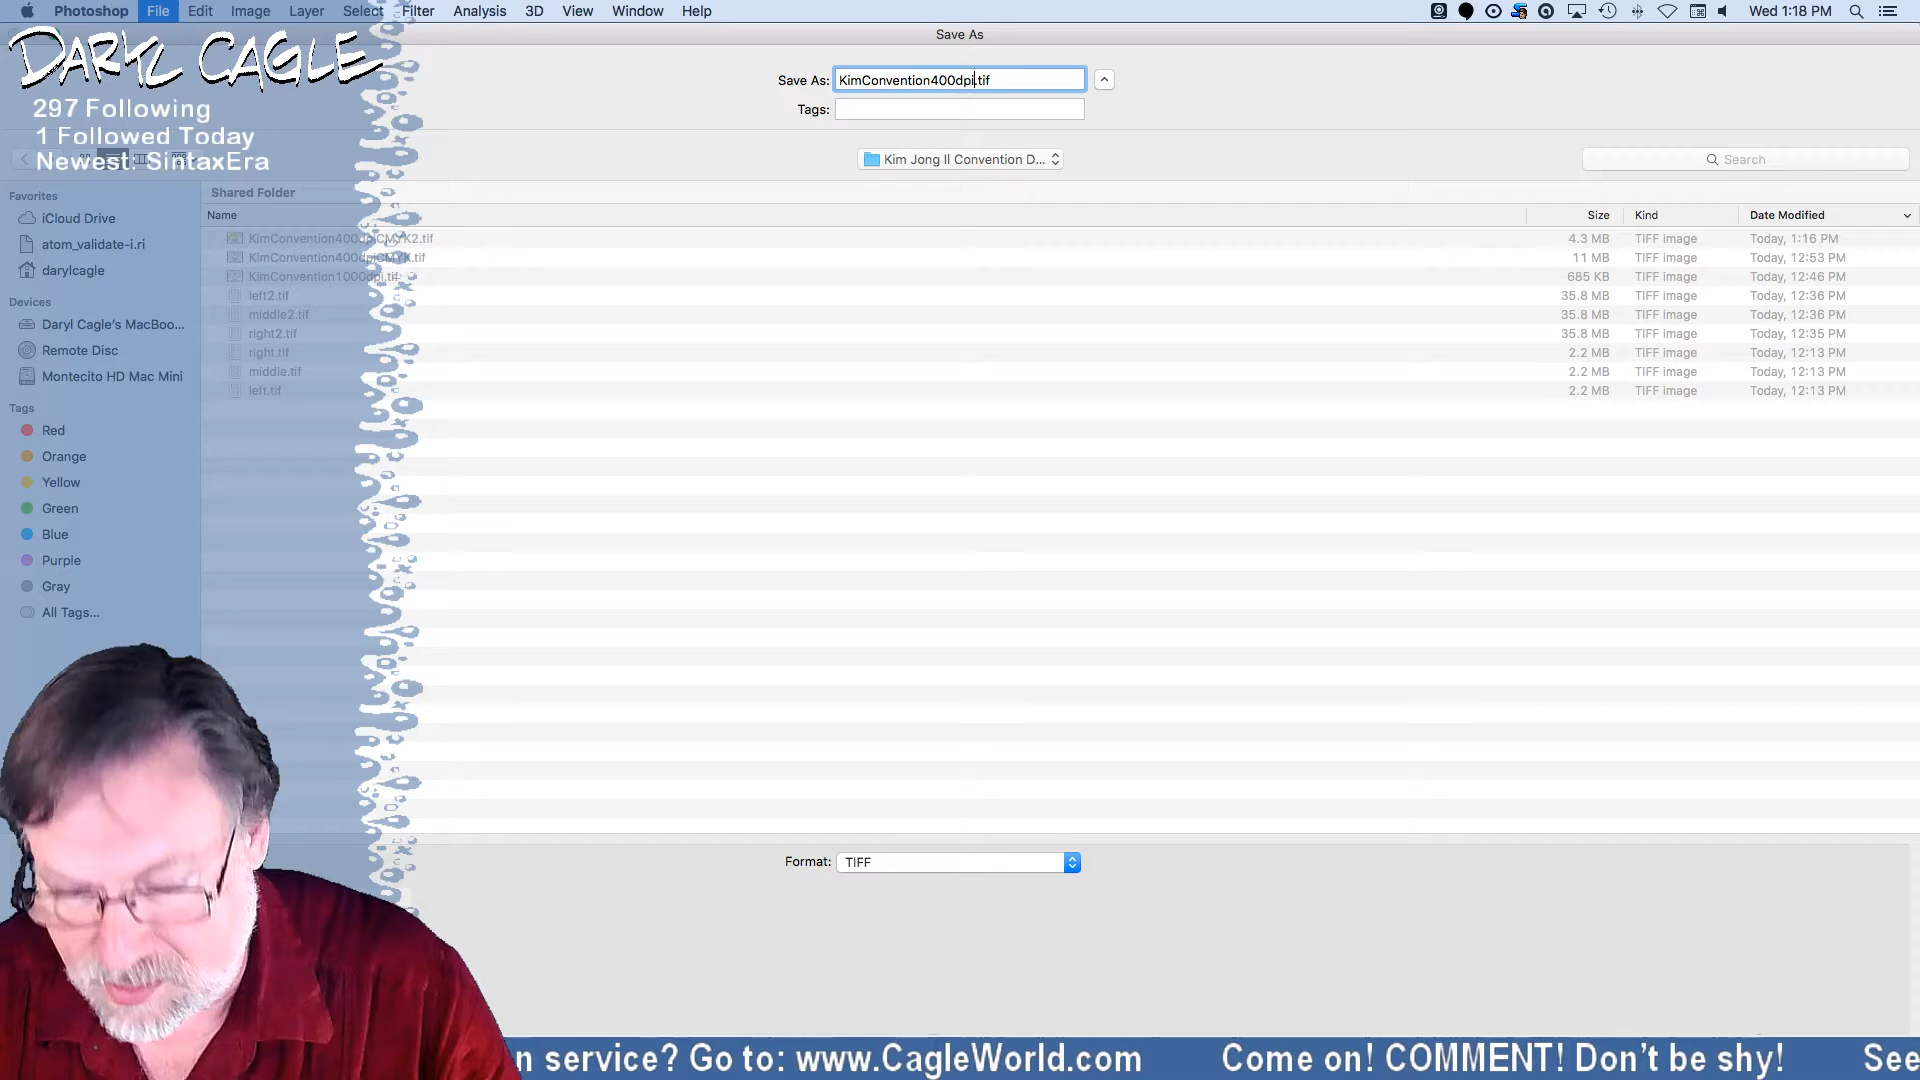 Photoshop File Edit Image Layer Select Filter Analysis 3D View Window Help Wed 1:18 PM
Save As
DARYL CAGLE
297 Following
1 Followed Today
Newest: SintaxEra
Save As: KimConvention400dpi.tif
Tags:
Kim Jong Il Convention D...
Search
Favorites
iCloud Drive
atom_validate-i.ri
darylcagle
Devices
Daryl Cagle's MacBoo...
Remote Disc
Montecito HD Mac Mini
Tags
Red
Orange
Yellow
Green
Blue
Purple
Gray
All Tags...
Shared Folder
Name Size Kind Date Modified
KimConvention400dpiCMYK2.tif 4.3 MB TIFF image Today, 1:16 PM
KimConvention400dpiCMYK.tif 11 MB TIFF image Today, 12:53 PM
KimConvention1000dpi.tif 685 KB TIFF image Today, 12:46 PM
left2.tif 35.8 MB TIFF image Today, 12:36 PM
middle2.tif 35.8 MB TIFF image Today, 12:36 PM
right2.tif 35.8 MB TIFF image Today, 12:35 PM
right.tif 2.2 MB TIFF image Today, 12:13 PM
middle.tif 2.2 MB TIFF image Today, 12:13 PM
left.tif 2.2 MB TIFF image Today, 12:13 PM
Format: TIFF
n service? Go to: www.CagleWorld.com Come on! COMMENT! Don't be shy! See